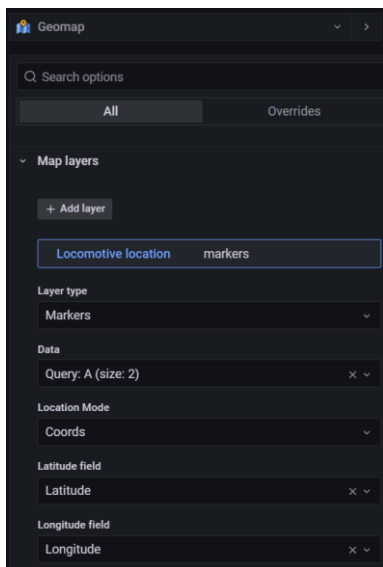 Geomap
Search options
All Overrides
Map layers
+ Add layer
Locomotive location markers
Layer type
Markers
Data
Query: A (size: 2)
Location Mode
Coords
Latitude field
Latitude
Longitude field
Longitude